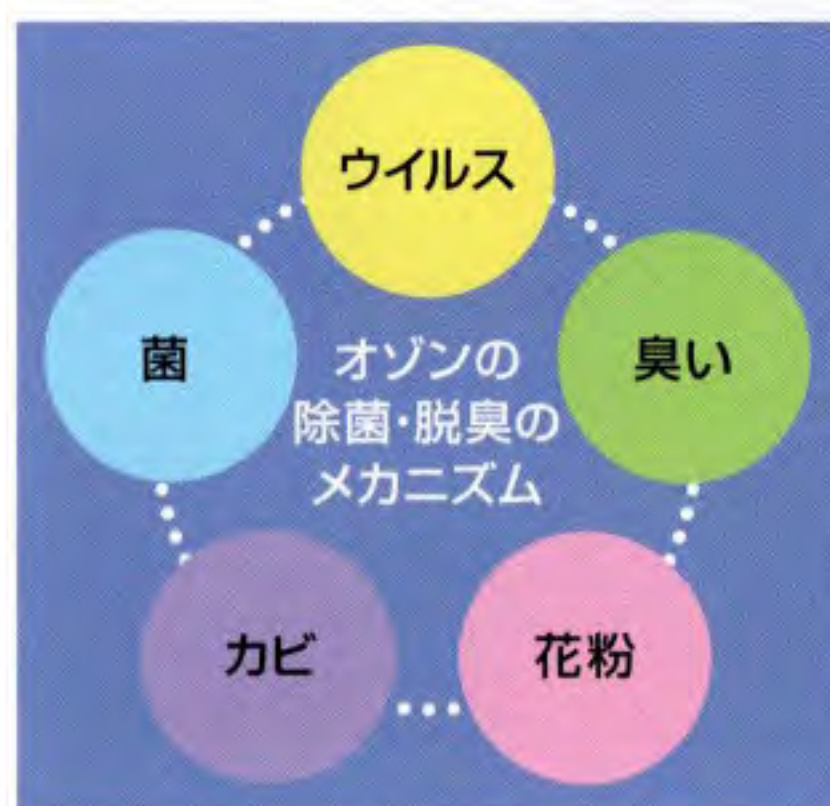 ウイルス
菌
臭い
オゾンの
除菌・脱臭の
メカニズム
カビ
花粉